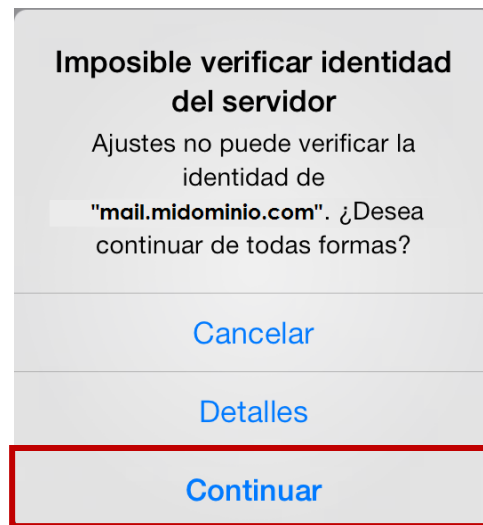 Imposible verificar identidad
del servidor
Ajustes no puede verificar la
identidad de
"mail.midominio.com". ¿Desea
continuar de todas formas?
Cancelar
Detalles
Continuar